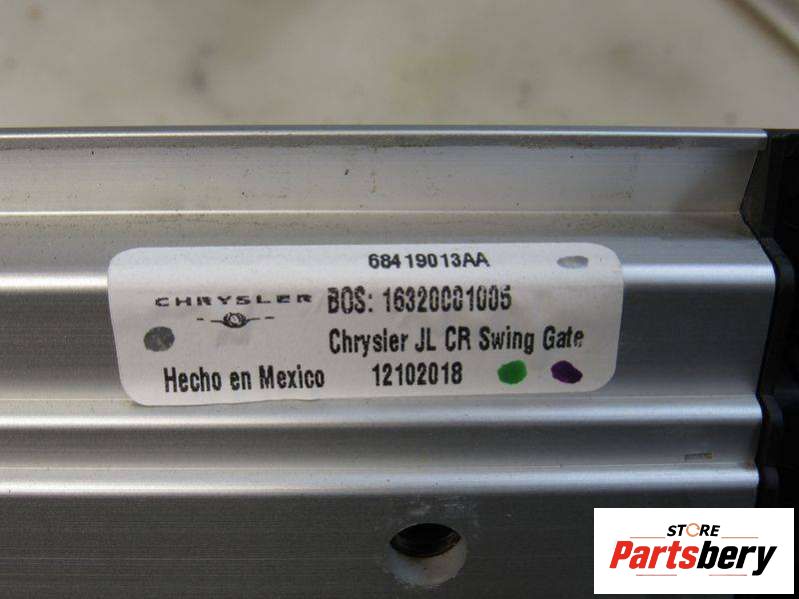 68419013AA
CHRYSLER
BOS: 16320001005
Chrysler JL CR Swing Gate
Hecho en Mexico 12102018
STORE
Partsbery